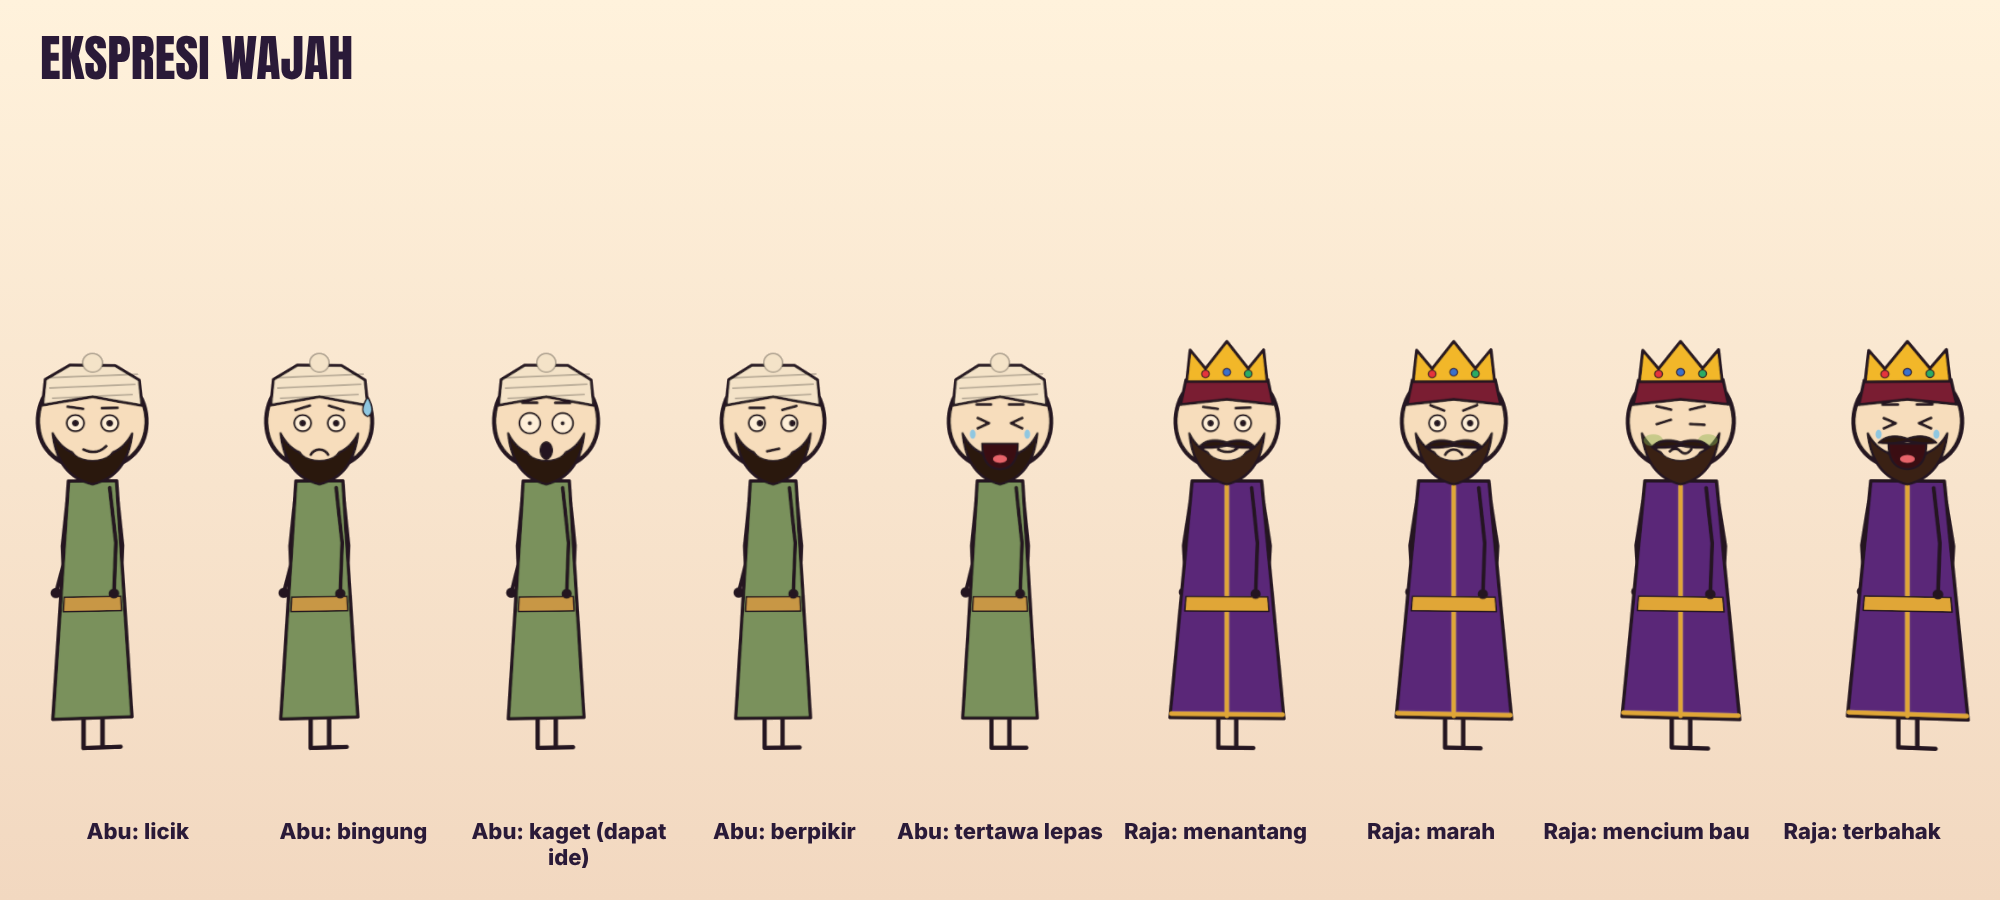 EKSPRESI WAJAH
Abu: licik
Abu: bingung
Abu: kaget (dapat
ide)
Abu: berpikir
Abu: tertawa lepas
Raja: menantang
Raja: marah
Raja: mencium bau
Raja: terbahak